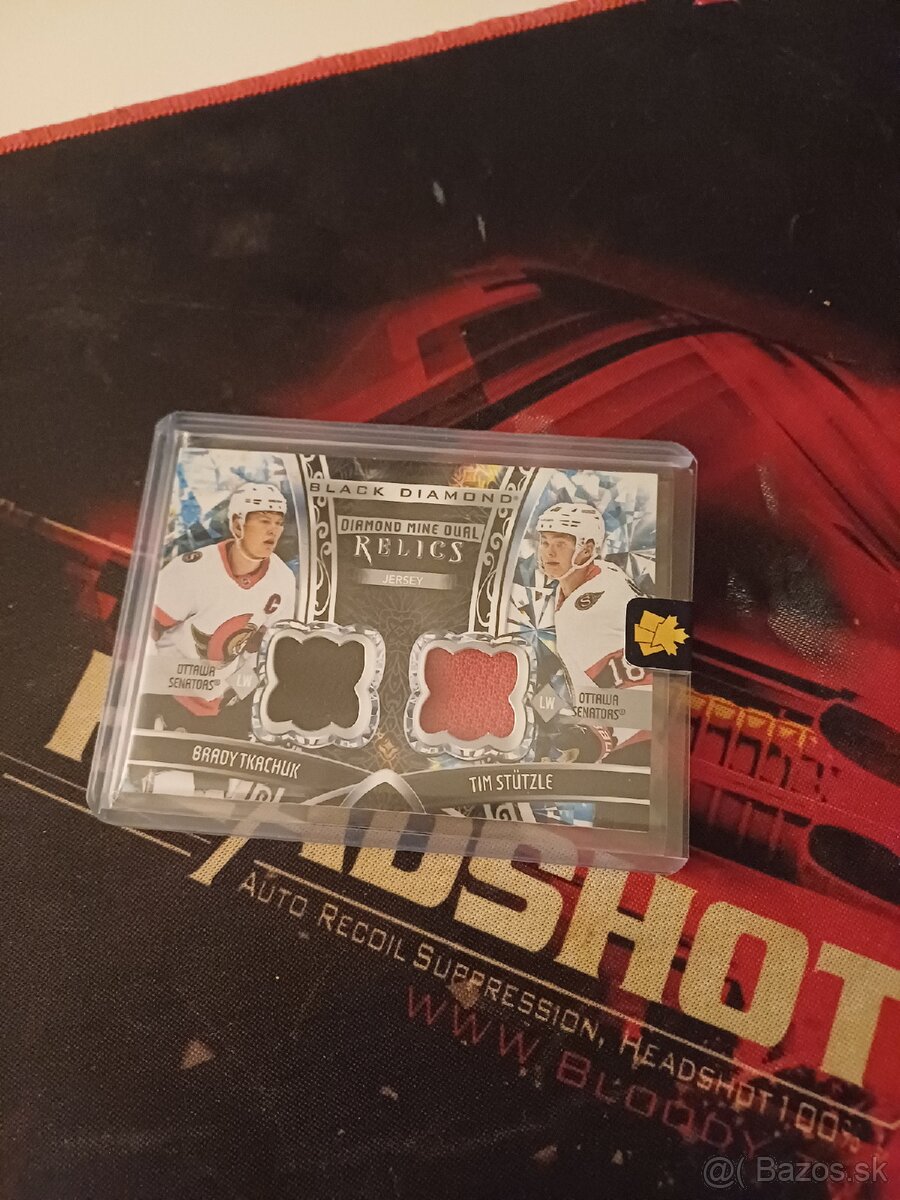 BLACK DIAMOND®
DIAMOND MINE DUAL
RELICS
JERSEY
C
S
18
OTTAWA
SENATORS®
LW
LW
OTTAWA
SENATORS®
BRADY TKACHUK
TIM STÜTZLE
ADSHOT
AUTO RECOIL SUPPRESSION, HEADSHOT100%
WWW.BLOODY
@( Bazos.sk